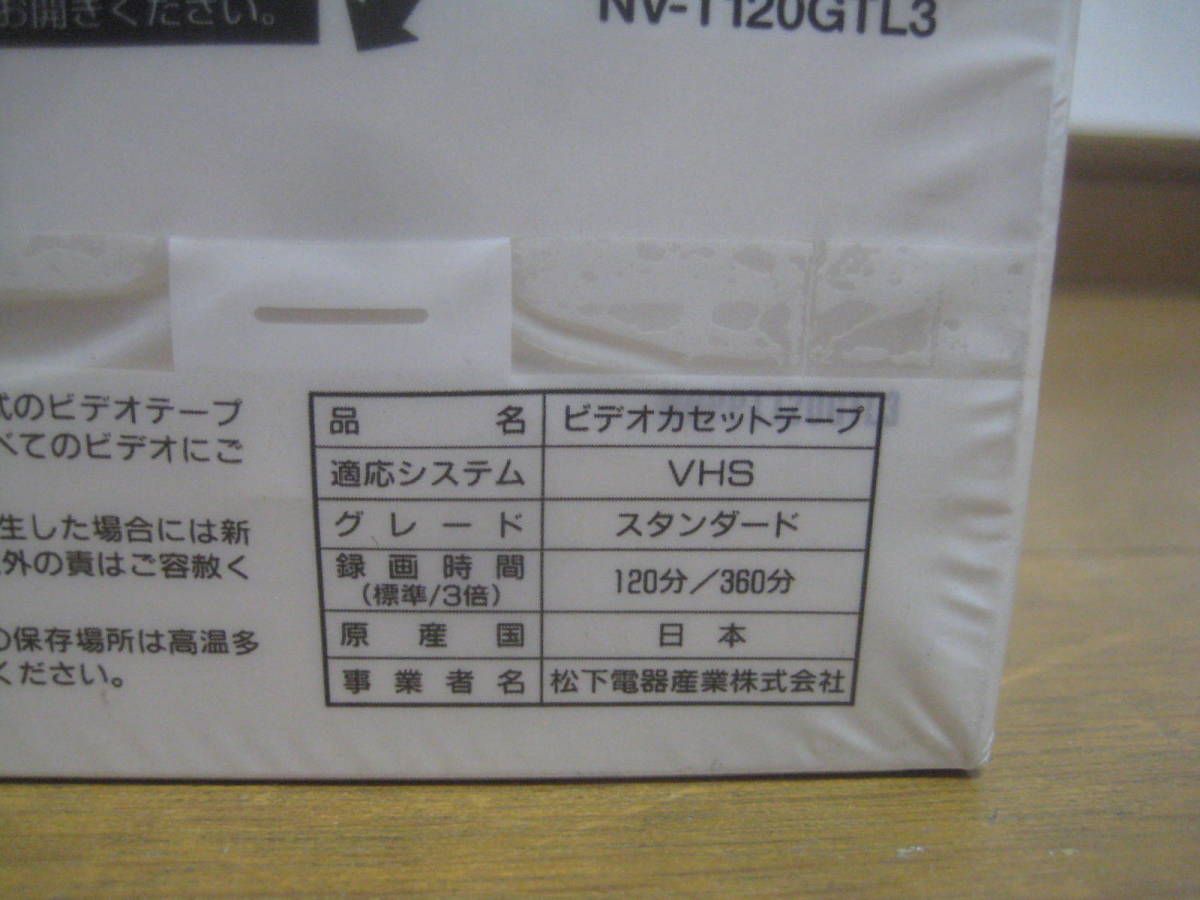 お開きください。
NV-T120GTL3
式のビデオテープ
べてのビデオにご
生した場合には新
外の責はご容赦く
の保存場所は高温多
ください。
品名 ビデオカセットテープ
適応システム VHS
グレード スタンダード
録画時間 120分／360分
(標準/3倍)
原産国 日本
事業者名 松下電器産業株式会社